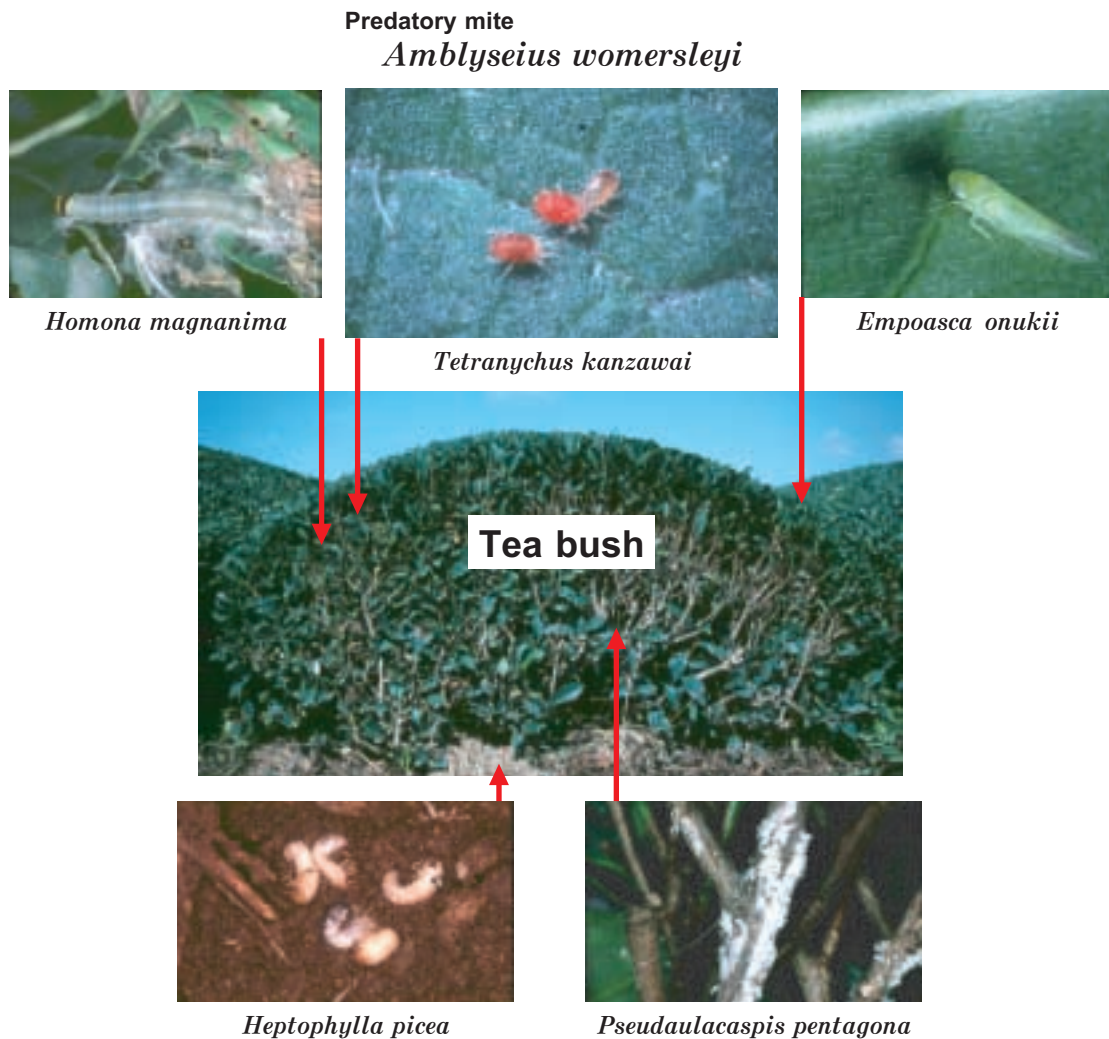 Predatory mite
Amblyseius womersleyi
Homona magnanima
Tetranychus kanzawai
Empoasca onukii
Tea bush
Heptophylla picea
Pseudaulacaspis pentagona